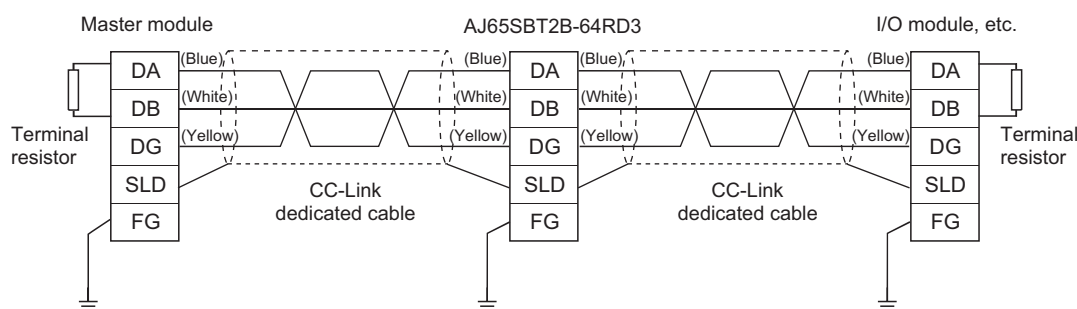 Master module
AJ65SBT2B-64RD3
I/O module, etc.
DA
(Blue)
(Blue)
DA
(Blue)
(Blue)
DA
DB
(White)
(White)
DB
(White)
(White)
DB
Terminal
resistor
DG
(Yellow)
(Yellow)
DG
(Yellow)
(Yellow)
DG
Terminal
resistor
SLD
CC-Link
dedicated cable
SLD
CC-Link
dedicated cable
SLD
FG
FG
FG